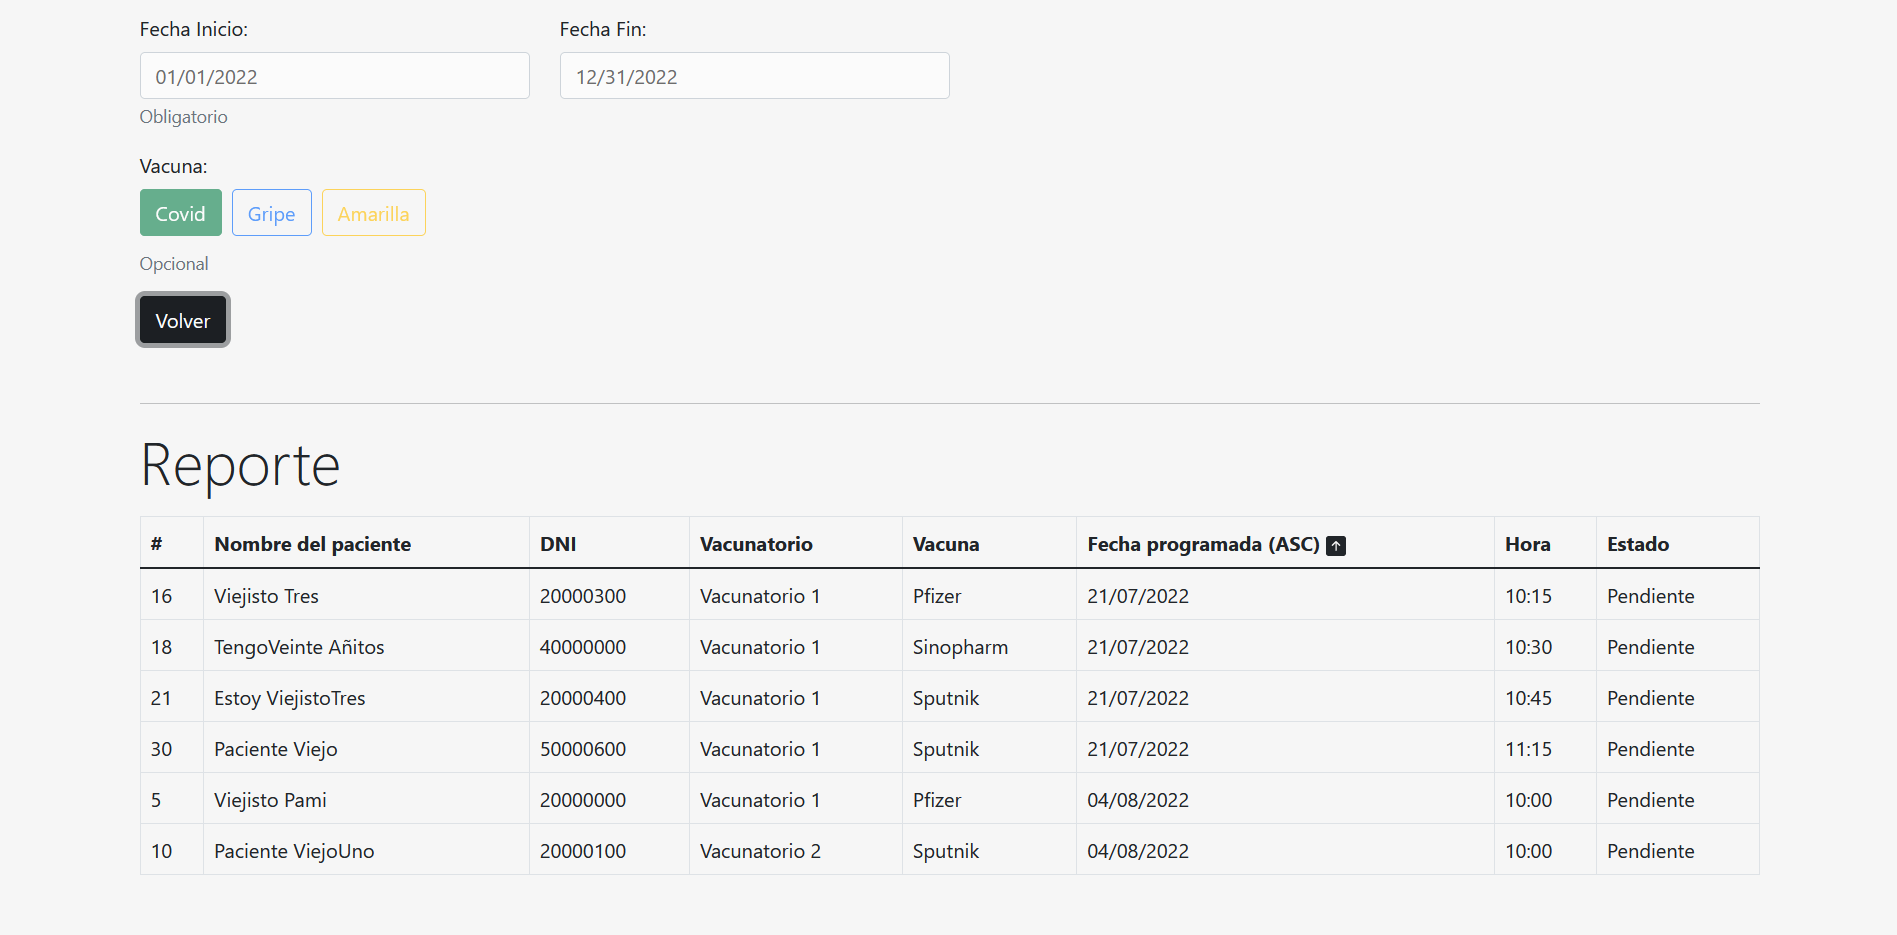 Fecha Inicio: Fecha Fin:
01/01/2022 12/31/2022
Obligatorio
Vacuna:
Covid Gripe Amarilla
Opcional
Volver
Reporte
# Nombre del paciente DNI Vacunatorio Vacuna Fecha programada (ASC) Hora Estado
16 Viejisto Tres 20000300 Vacunatorio 1 Pfizer 21/07/2022 10:15 Pendiente
18 TengoVeinte Añitos 40000000 Vacunatorio 1 Sinopharm 21/07/2022 10:30 Pendiente
21 Estoy ViejistoTres 20000400 Vacunatorio 1 Sputnik 21/07/2022 10:45 Pendiente
30 Paciente Viejo 50000600 Vacunatorio 1 Sputnik 21/07/2022 11:15 Pendiente
5 Viejisto Pami 20000000 Vacunatorio 1 Pfizer 04/08/2022 10:00 Pendiente
10 Paciente ViejoUno 20000100 Vacunatorio 2 Sputnik 04/08/2022 10:00 Pendiente